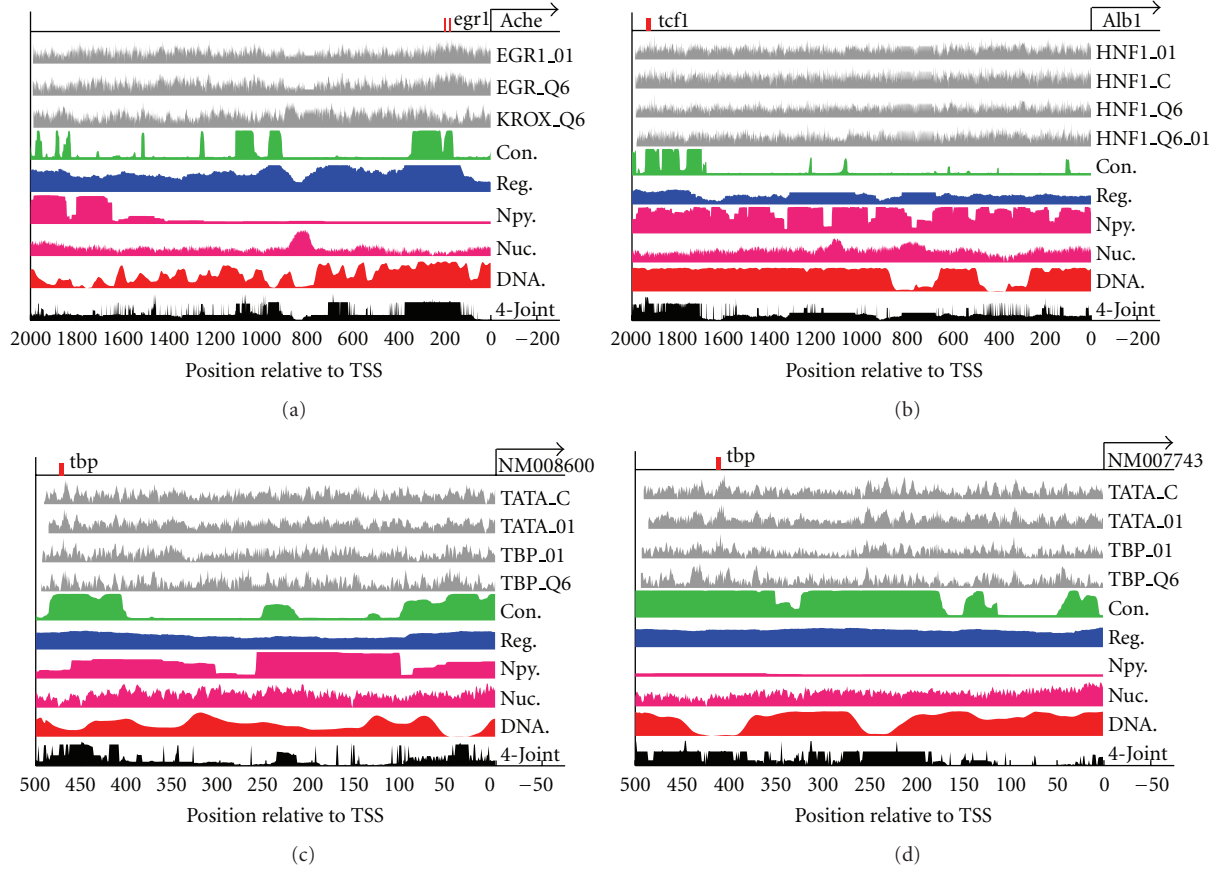 egr1 Ache
EGR1_01
EGR_Q6
KROX_Q6
Con.
Reg.
Npy.
Nuc.
DNA.
4-Joint
2000 1800 1600 1400 1200 1000 800 600 400 200 0 −200
Position relative to TSS
(a)
tcf1 Alb1
HNF1_01
HNF1_C
HNF1_Q6
HNF1_Q6_01
Con.
Reg.
Npy.
Nuc.
DNA.
4-Joint
2000 1800 1600 1400 1200 1000 800 600 400 200 0 −200
Position relative to TSS
(b)
tbp NM008600
TATA_C
TATA_01
TBP_01
TBP_Q6
Con.
Reg.
Npy.
Nuc.
DNA.
4-Joint
500 450 400 350 300 250 200 150 100 50 0 −50
Position relative to TSS
(c)
tbp NM007743
TATA_C
TATA_01
TBP_01
TBP_Q6
Con.
Reg.
Npy.
Nuc.
DNA.
4-Joint
500 450 400 350 300 250 200 150 100 50 0 −50
Position relative to TSS
(d)